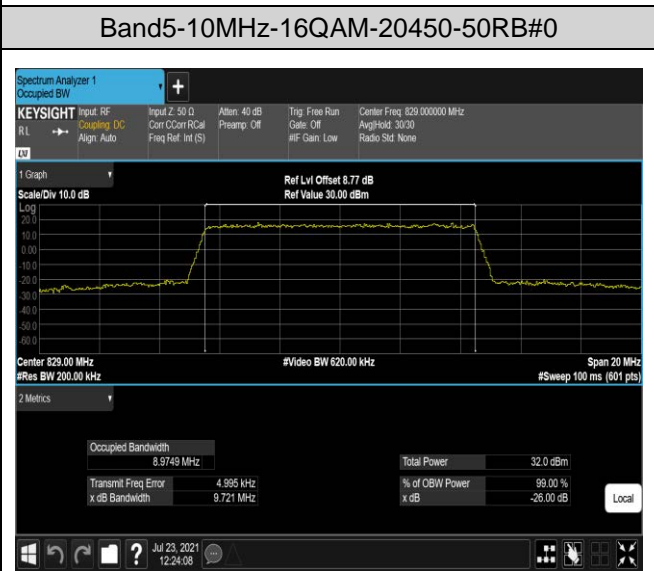 Band5-10MHz-16QAM-20450-50RB#0
Spectrum Analyzer 1
Occupied BW
+
KEYSIGHT
Input: RF
Input Z: 50 Ω
Atten: 40 dB
Trig: Free Run
Center Freq: 829.000000 MHz
RL
Coupling: DC
Corr CCorr RCal
Preamp: Off
Gate: Off
Avg|Hold: 30/30
Align: Auto
Freq Ref: Int (S)
#IF Gain: Low
Radio Std: None
LXI
1 Graph
Ref Lvl Offset 8.77 dB
Scale/Div 10.0 dB
Ref Value 30.00 dBm
Log
20.0
10.0
0.00
-10.0
-20.0
-30.0
-40.0
-50.0
-60.0
Center 829.00 MHz
#Video BW 620.00 kHz
Span 20 MHz
#Res BW 200.00 kHz
#Sweep 100 ms (601 pts)
2 Metrics
Occupied Bandwidth
8.9749 MHz
Total Power
32.0 dBm
Transmit Freq Error
4.995 kHz
% of OBW Power
99.00 %
x dB Bandwidth
9.721 MHz
x dB
-26.00 dB
Local
?
Jul 23, 2021
12:24:08